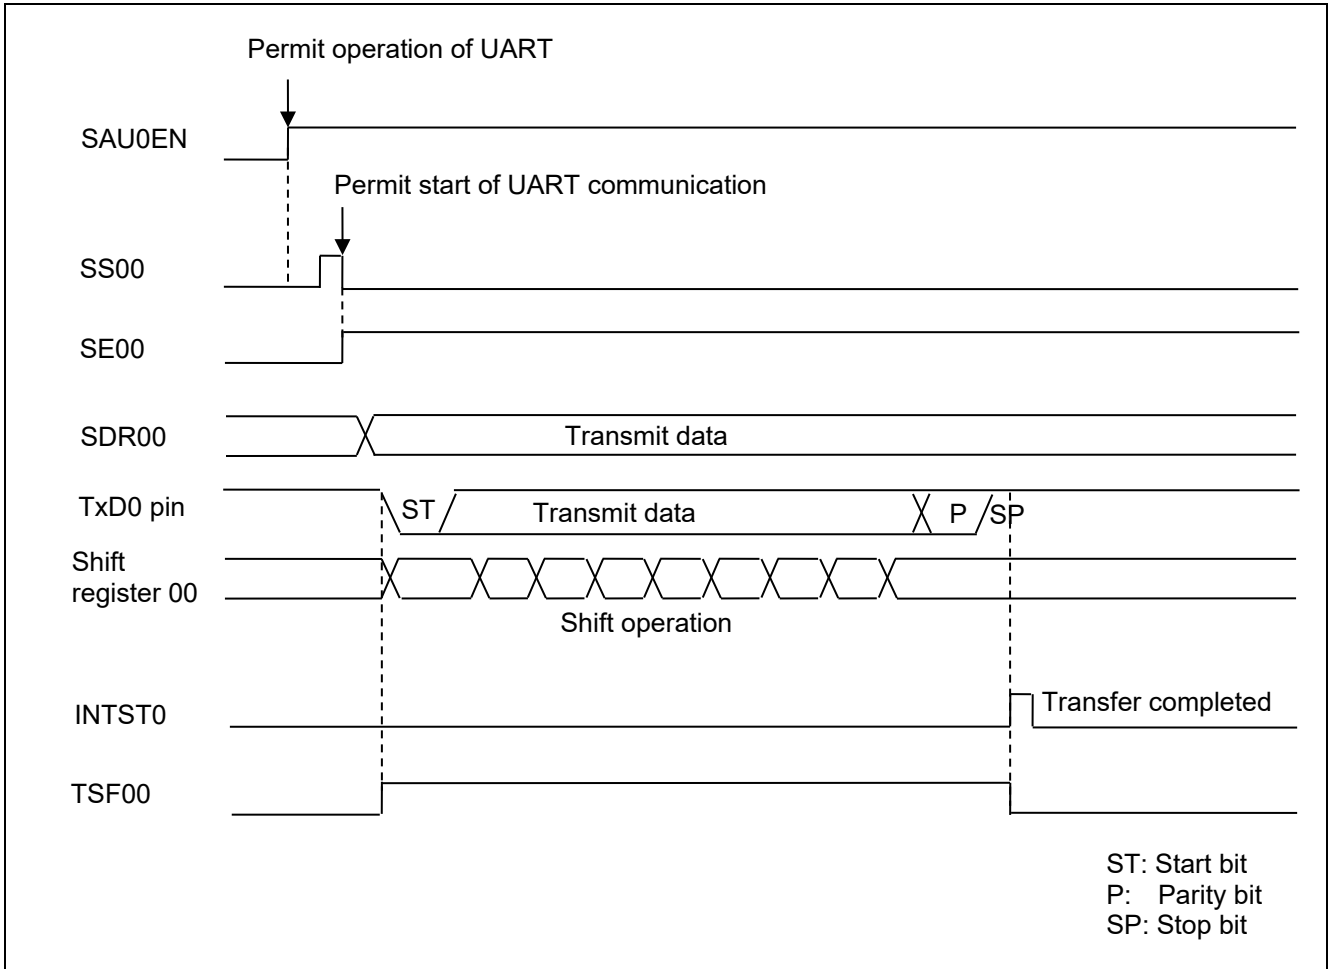 Permit operation of UART
SAU0EN
Permit start of UART communication
SS00
SE00
SDR00
Transmit data
TxD0 pin
ST
Transmit data
P
SP
Shift
register 00
Shift operation
INTST0
Transfer completed
TSF00
ST: Start bit
P: Parity bit
SP: Stop bit